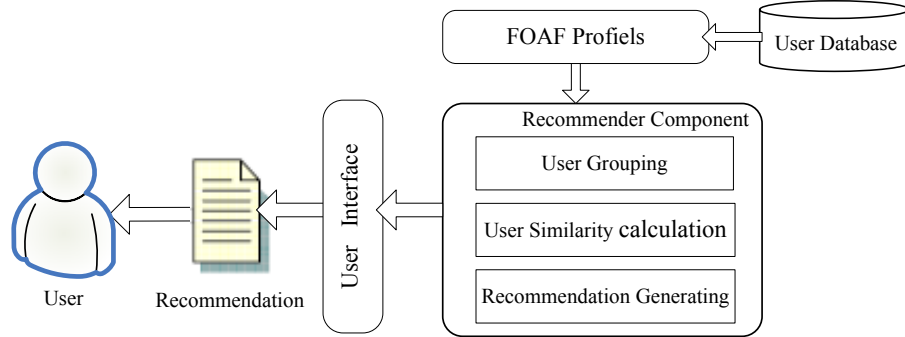 FOAF Profiels
User Database
Recommender Component
User Grouping
User Similarity calculation
Recommendation Generating
User Interface
Recommendation
User